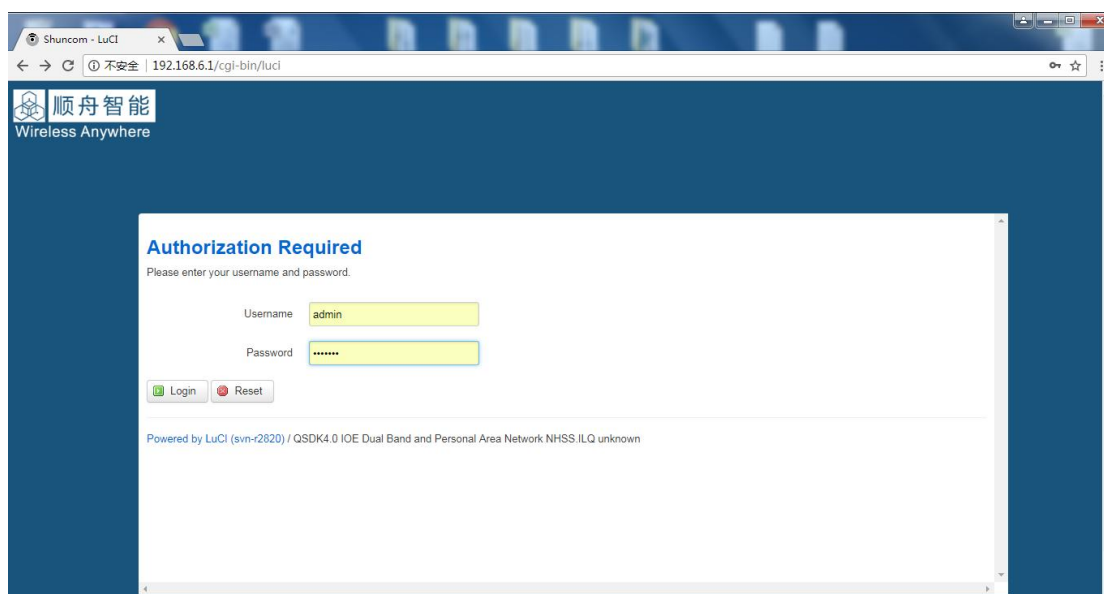 Shuncom - LuCI
不安全 | 192.168.6.1/cgi-bin/luci
顺舟智能
Wireless Anywhere
Authorization Required
Please enter your username and password.
Username admin
Password •••••••
Login Reset
Powered by LuCI (svn-r2820) / QSDK4.0 IOE Dual Band and Personal Area Network NHSS.ILQ unknown